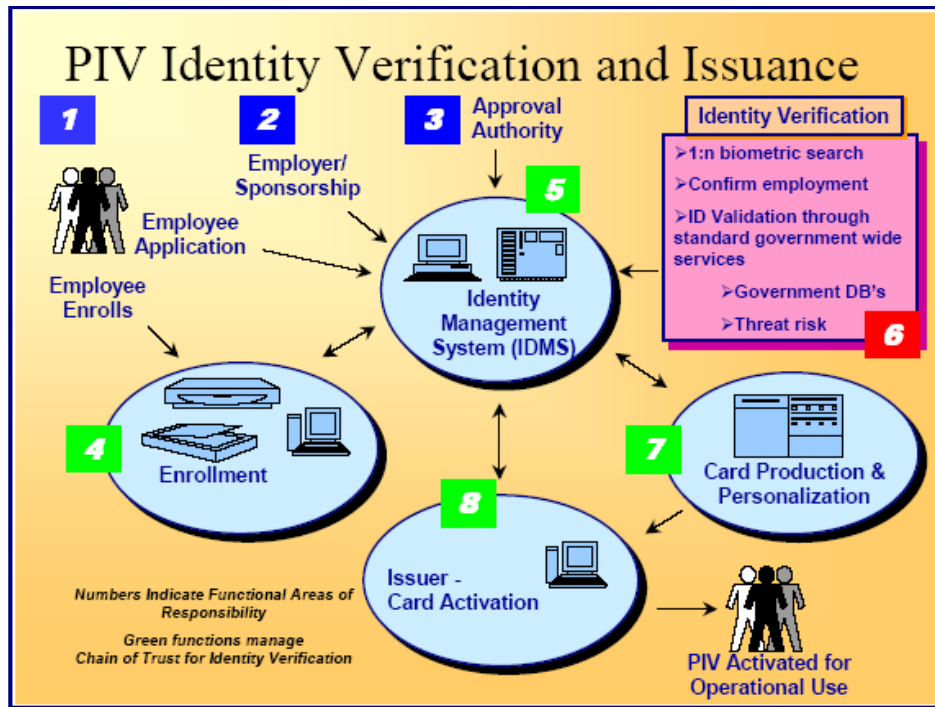 PIV Identity Verification and Issuance
1
2
3
Approval
Authority
Employer/
Sponsorship
Employee
Application
Employee
Enrolls
Identity Verification
➢1:n biometric search
➢Confirm employment
➢ID Validation through
standard government wide
services
➢Government DB's
➢Threat risk
6
5
Identity
Management
System (IDMS)
4
Enrollment
7
Card Production &
Personalization
8
Issuer -
Card Activation
Numbers Indicate Functional Areas of
Responsibility
Green functions manage
Chain of Trust for Identity Verification
PIV Activated for
Operational Use